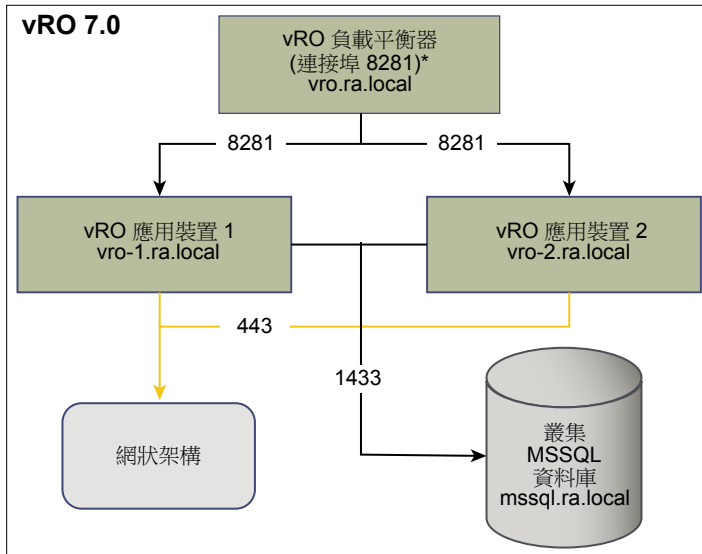 vRO 7.0
vRO 負載平衡器
(連接埠 8281)*
vro.ra.local
8281
8281
vRO 應用裝置 1
vro-1.ra.local
vRO 應用裝置 2
vro-2.ra.local
443
1433
網狀架構
叢集
MSSQL
資料庫
mssql.ra.local